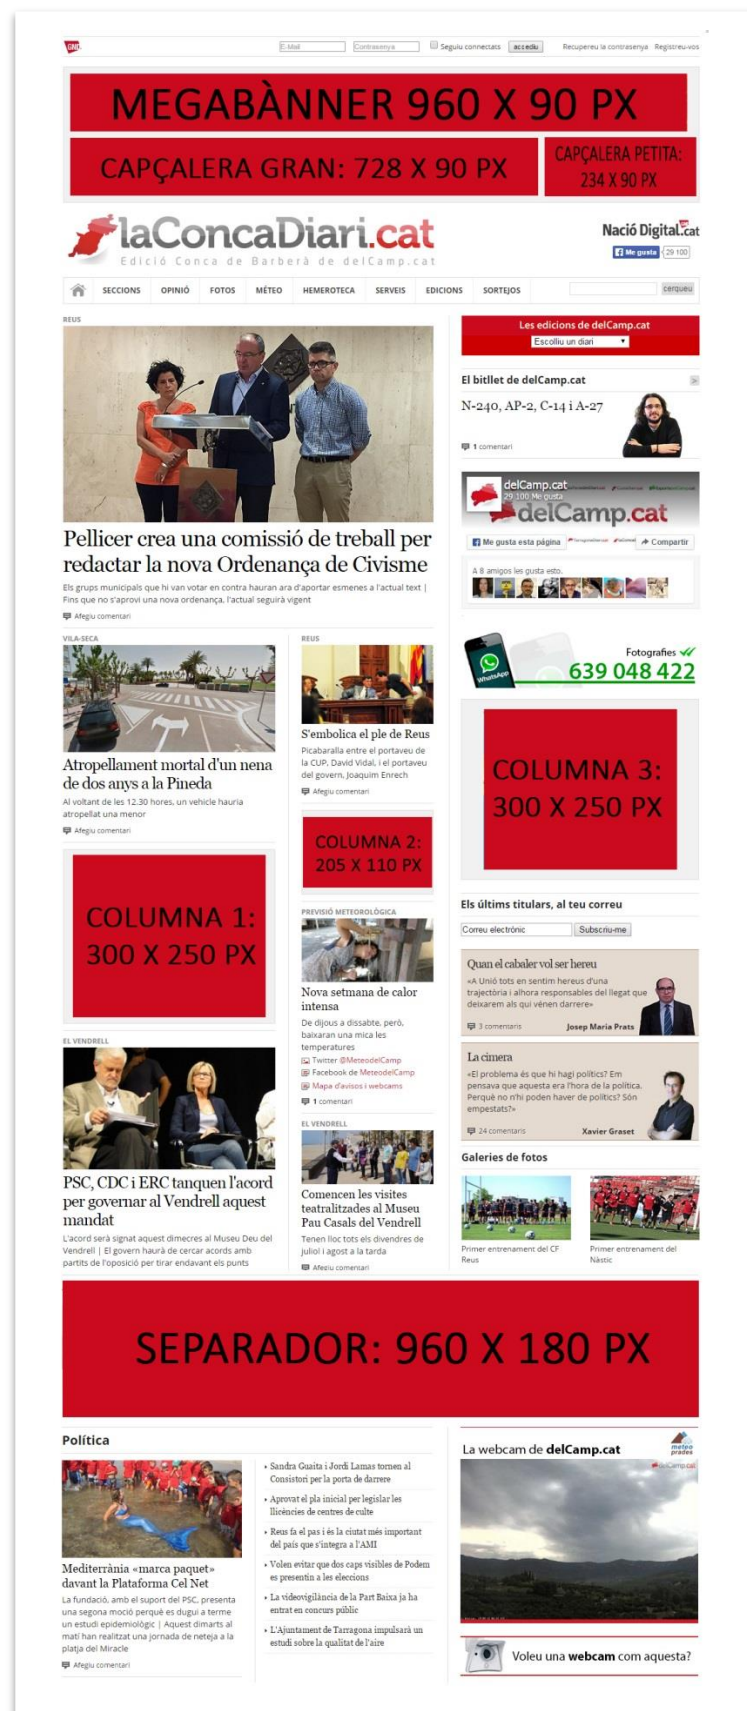 GND
E-Mail
Contrasenya
Seguiu connectats
accediu
Recupereu la contrasenya Registreu-vos
MEGABÀNNER 960 X 90 PX
CAPÇALERA GRAN: 728 X 90 PX
CAPÇALERA PETITA:
234 X 90 PX
laConcaDiari.cat
Edició Conca de Barberà de delCamp.cat
Nació Digital.cat
Me gusta 29 100
SECCIONS OPINIÓ FOTOS MÉTEO HEMEROTECA SERVEIS EDICIONS SORTEJOS
cerqueu
REUS
Pellicer crea una comissió de treball per
redactar la nova Ordenança de Civisme
Els grups municipals que hi van votar en contra hauran ara d'aportar esmenes a l'actual text |
Fins que no s'aprovi una nova ordenança, l'actual seguirà vigent
Afegiu comentari
VILA-SECA
Atropellament mortal d'un nena
de dos anys a la Pineda
Al voltant de les 12.30 hores, un vehicle hauria
atropellat una menor
Afegiu comentari
COLUMNA 1:
300 X 250 PX
EL VENDRELL
PSC, CDC i ERC tanquen l'acord
per governar al Vendrell aquest
mandat
L'acord serà signat aquest dimecres al Museu Deu del
Vendrell | El govern haurà de cercar acords amb
partits de l'oposició per tirar endavant els punts
REUS
S'embolica el ple de Reus
Picabaralla entre el portaveu de
la CUP, David Vidal, i el portaveu
del govern, Joaquim Enrech
Afegiu comentari
COLUMNA 2:
205 X 110 PX
PREVISIÓ METEOROLÒGICA
Nova setmana de calor
intensa
De dijous a dissabte, però,
baixaran una mica les
temperatures
Twitter @MeteodelCamp
Facebook de MeteodelCamp
Mapa d'avisos i webcams
1 comentari
EL VENDRELL
Comencen les visites
teatralitzades al Museu
Pau Casals del Vendrell
Tenen lloc tots els divendres de
juliol i agost a la tarda
Afegiu comentari
Les edicions de delCamp.cat
Escolliu un diari
El bitllet de delCamp.cat
N-240, AP-2, C-14 i A-27
1 comentari
delCamp.cat
29 100 Me gusta
delCamp.cat
Me gusta esta página
Compartir
A 8 amigos les gusta esto.
WhatsApp
Fotografies
639 048 422
COLUMNA 3:
300 X 250 PX
Els últims titulars, al teu correu
Correu electrònic
Subscriu-me
Quan el cabaler vol ser hereu
«A Unió tots en sentim hereus d'una
trajectòria i alhora responsables del llegat que
deixarem als qui vénen darrere»
3 comentaris Josep Maria Prats
La cimera
«El problema és que hi hagi polítics? Em
pensava que aquesta era l'hora de la política.
Perquè no n'hi poden haver de polítics? Són
empestats?»
24 comentaris Xavier Graset
Galeries de fotos
Primer entrenament del CF
Reus
Primer entrenament del
Nàstic
SEPARADOR: 960 X 180 PX
Política
Mediterrània «marca paquet»
davant la Plataforma Cel Net
La fundació, amb el suport del PSC, presenta
una segona moció perquè es dugui a terme
un estudi epidemiològic | Aquest dimarts al
matí han realitzat una jornada de neteja a la
platja del Miracle
Afegiu comentari
Sandra Guaita i Jordi Lamas tornen al
Consistori per la porta de darrere
Aprovat el pla inicial per legislar les
llicències de centres de culte
Reus fa el pas i és la ciutat més important
del país que s'integra a l'AMI
Volen evitar que dos caps visibles de Podem
es presentin a les eleccions
La videovigilància de la Part Baixa ja ha
entrat en concurs públic
L'Ajuntament de Tarragona impulsarà un
estudi sobre la qualitat de l'aire
La webcam de delCamp.cat
meteo
prades
delCamp.cat
Voleu una webcam com aquesta?